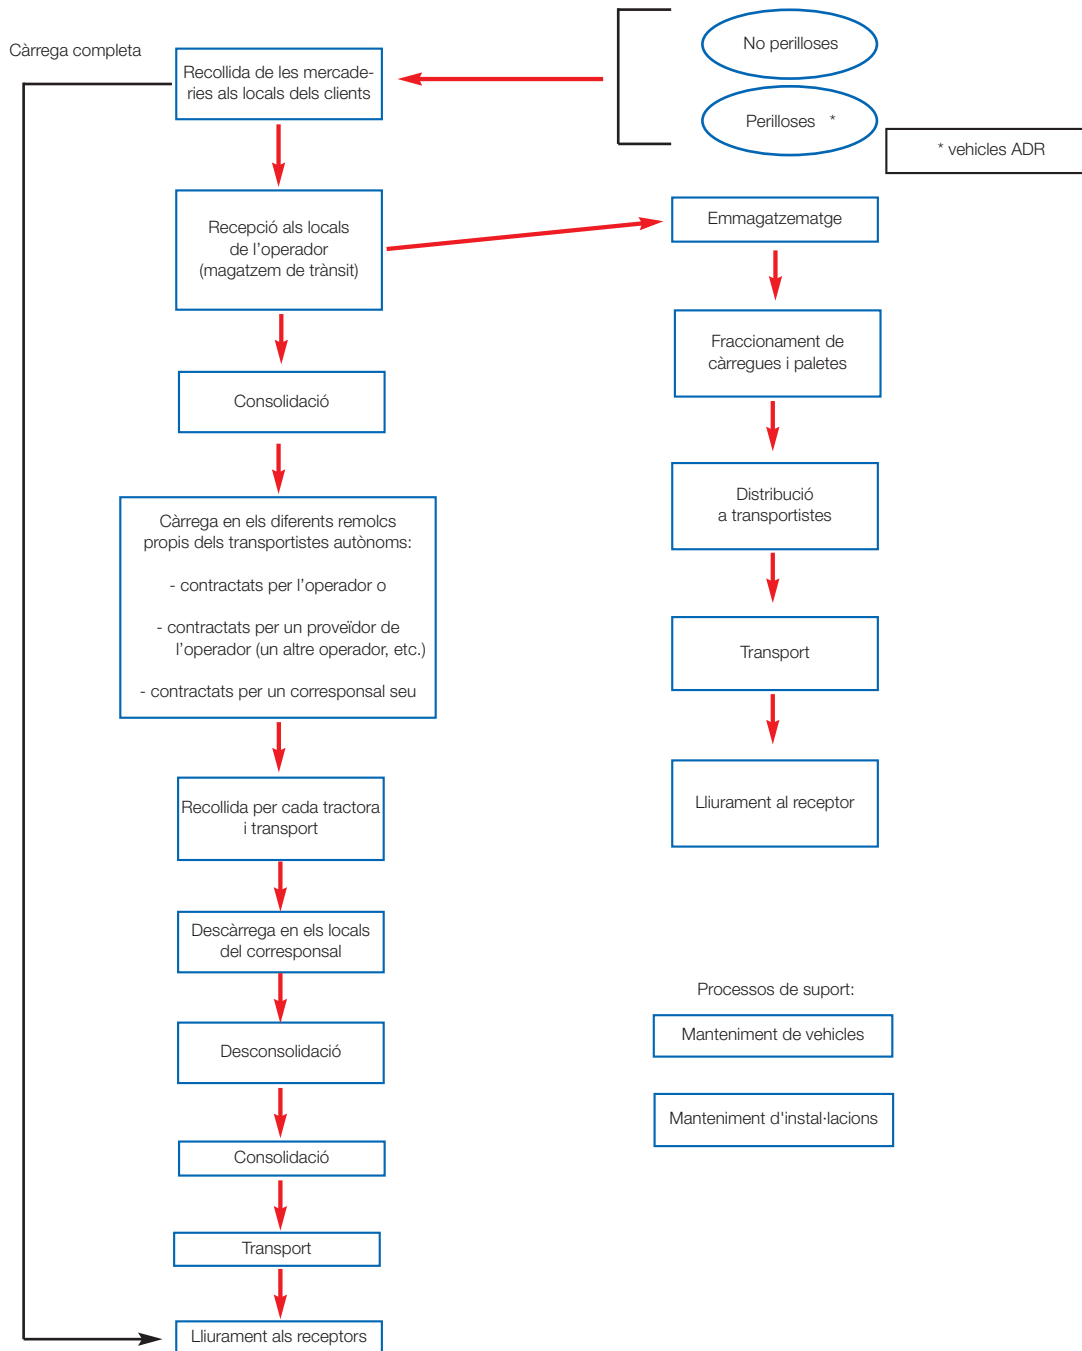 Càrrega completa
Recollida de les mercade-
ries als locals dels clients
No perilloses
Perilloses *
* vehicles ADR
Recepció als locals
de l'operador
(magatzem de trànsit)
Consolidació
Càrrega en els diferents remolcs
propis dels transportistes autònoms:
- contractats per l'operador o
- contractats per un proveïdor de
l'operador (un altre operador, etc.)
- contractats per un corresponsal seu
Recollida per cada tractora
i transport
Descàrrega en els locals
del corresponsal
Desconsolidació
Consolidació
Transport
Lliurament als receptors
Emmagatzematge
Fraccionament de
càrregues i paletes
Distribució
a transportistes
Transport
Lliurament al receptor
Processos de suport:
Manteniment de vehicles
Manteniment d'instal·lacions